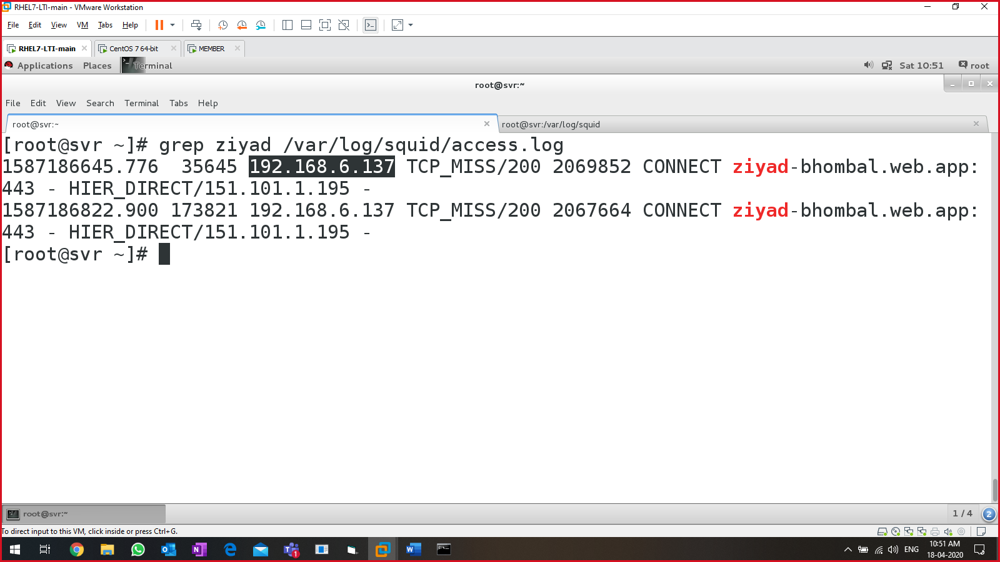 RHEL7-LTI-main - VMware Workstation
File Edit View VM Tabs Help
RHEL7-LTI-main CentOS 7 64-bit MEMBER
Applications Places Terminal Sat 10:51 root
root@svr:~
File Edit View Search Terminal Tabs Help
root@svr:~ root@svr:/var/log/squid
[root@svr ~]# grep ziyad /var/log/squid/access.log
1587186645.776  35645 192.168.6.137 TCP_MISS/200 2069852 CONNECT ziyad-bhombal.web.app:
443 - HIER_DIRECT/151.101.1.195 -
1587186822.900 173821 192.168.6.137 TCP_MISS/200 2067664 CONNECT ziyad-bhombal.web.app:
443 - HIER_DIRECT/151.101.1.195 -
[root@svr ~]#
root@svr:~ 1 / 4 2
To direct input to this VM, click inside or press Ctrl+G.
1 ENG 10:51 AM
18-04-2020